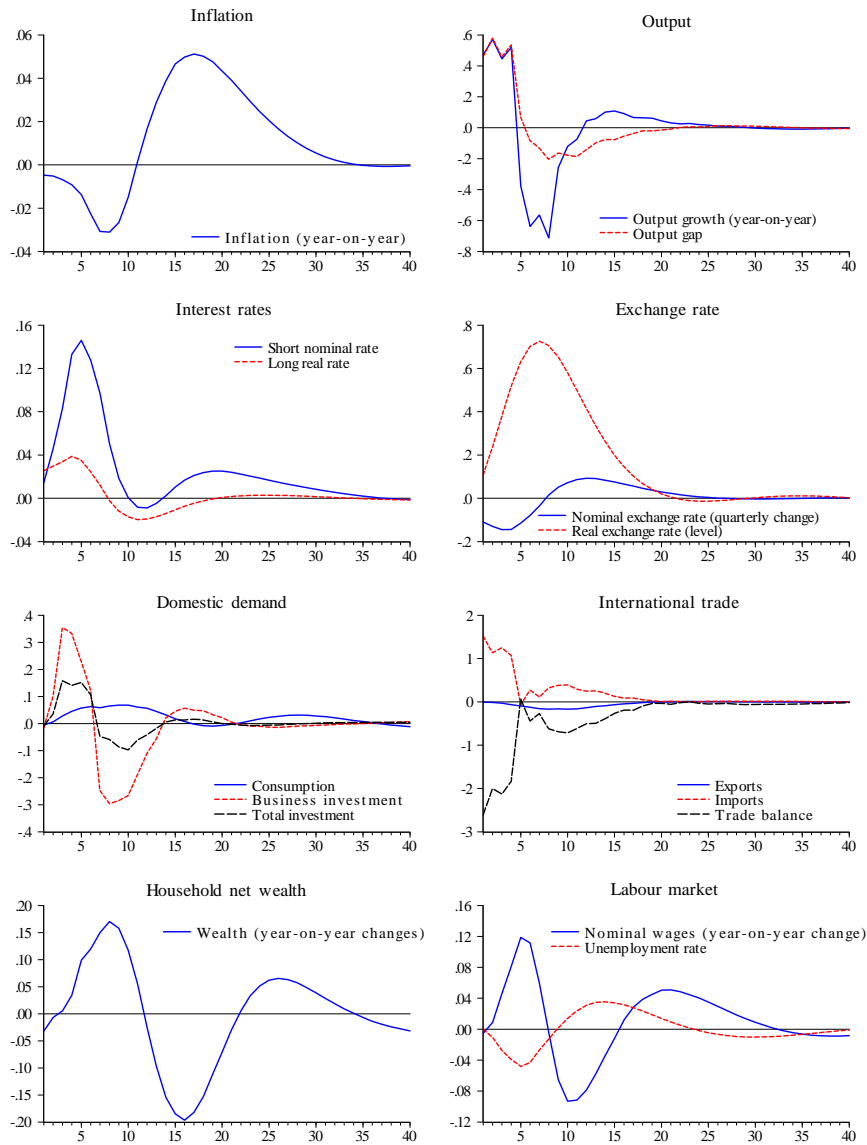 Inflation
.06
.04
.02
.00
-.02
-.04
Inflation (year-on-year)
5 10 15 20 25 30 35 40
Output
.6
.4
.2
.0
-.2
-.4
-.6
-.8
Output growth (year-on-year)
Output gap
5 10 15 20 25 30 35 40
Interest rates
.16
.12
.08
.04
.00
-.04
Short nominal rate
Long real rate
5 10 15 20 25 30 35 40
Exchange rate
.8
.6
.4
.2
.0
-.2
Nominal exchange rate (quarterly change)
Real exchange rate (level)
5 10 15 20 25 30 35 40
Domestic demand
.4
.3
.2
.1
.0
-.1
-.2
-.3
-.4
Consumption
Business investment
Total investment
5 10 15 20 25 30 35 40
International trade
2
1
0
-1
-2
-3
Exports
Imports
Trade balance
5 10 15 20 25 30 35 40
Household net wealth
.20
.15
.10
.05
.00
-.05
-.10
-.15
-.20
Wealth (year-on-year changes)
5 10 15 20 25 30 35 40
Labour market
.16
.12
.08
.04
.00
-.04
-.08
-.12
Nominal wages (year-on-year change)
Unemployment rate
5 10 15 20 25 30 35 40